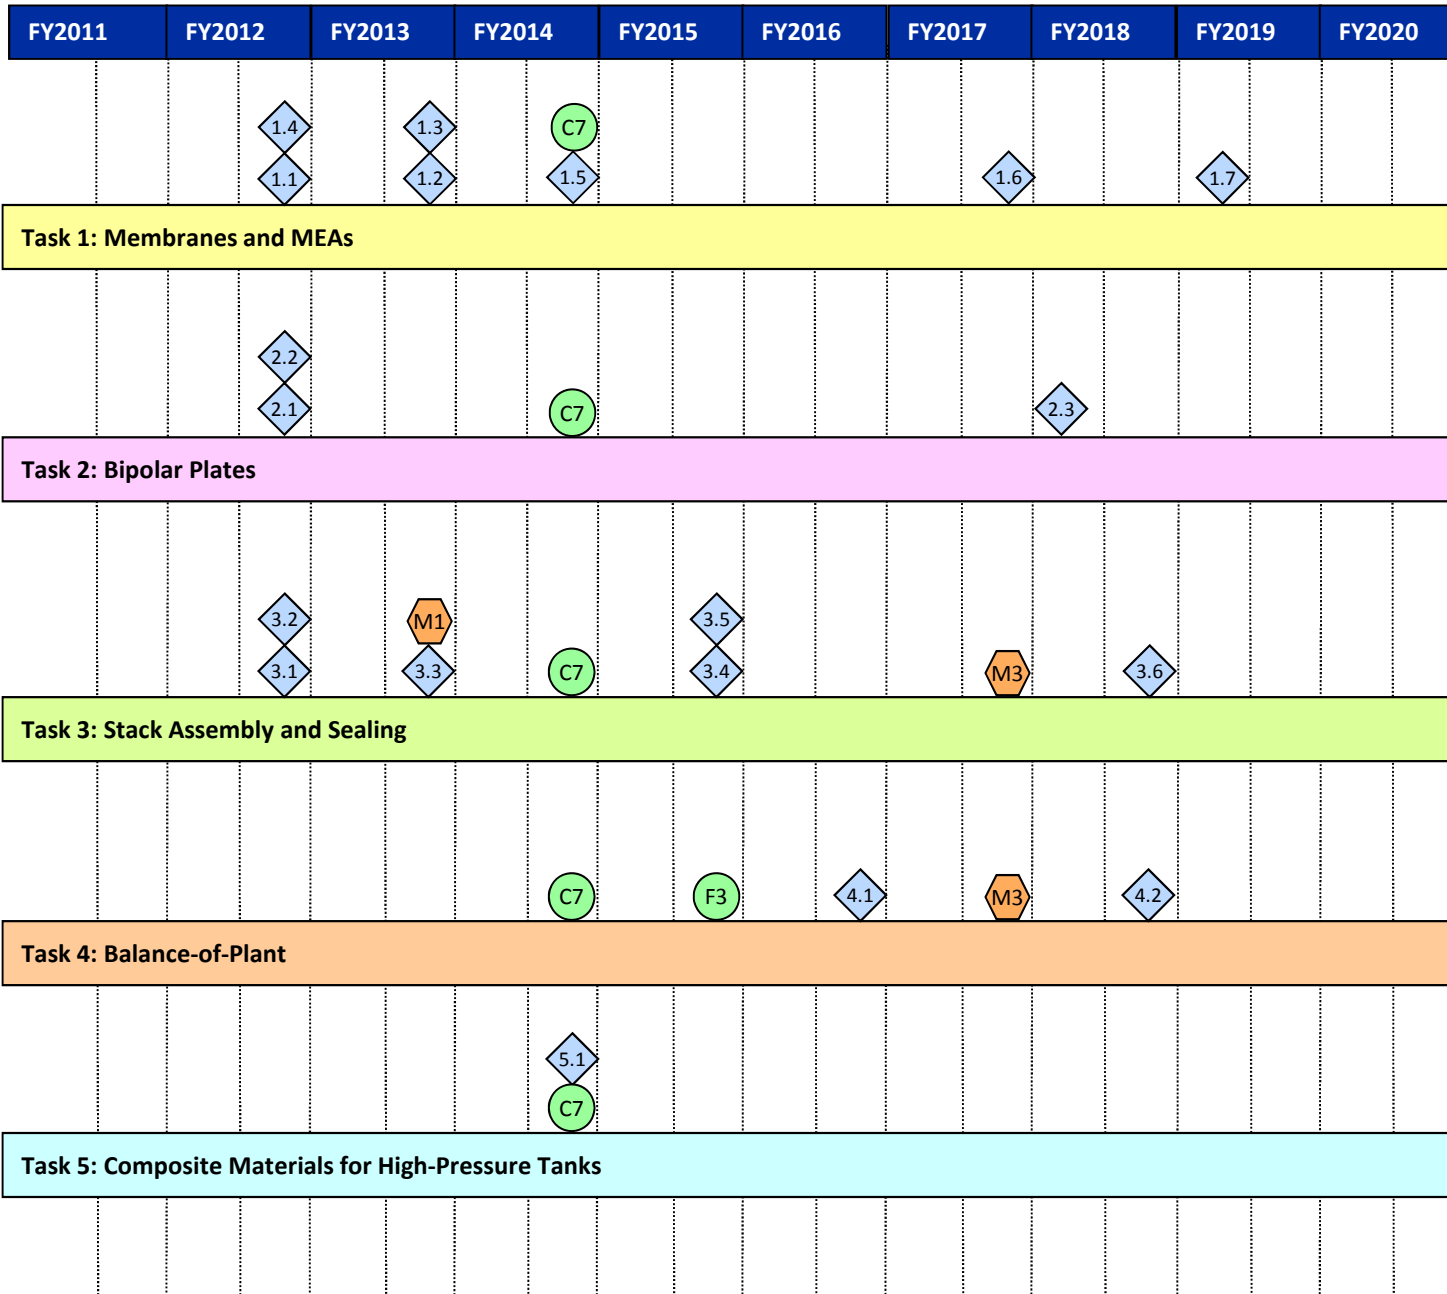 FY2011 FY2012 FY2013 FY2014 FY2015 FY2016 FY2017 FY2018 FY2019 FY2020
1.4 1.3 C7
1.1 1.2 1.5 1.6 1.7
Task 1: Membranes and MEAs
2.2
2.1 C7 2.3
Task 2: Bipolar Plates
3.2 M1 3.5
3.1 3.3 C7 3.4 M3 3.6
Task 3: Stack Assembly and Sealing
C7 F3 4.1 M3 4.2
Task 4: Balance-of-Plant
5.1
C7
Task 5: Composite Materials for High-Pressure Tanks